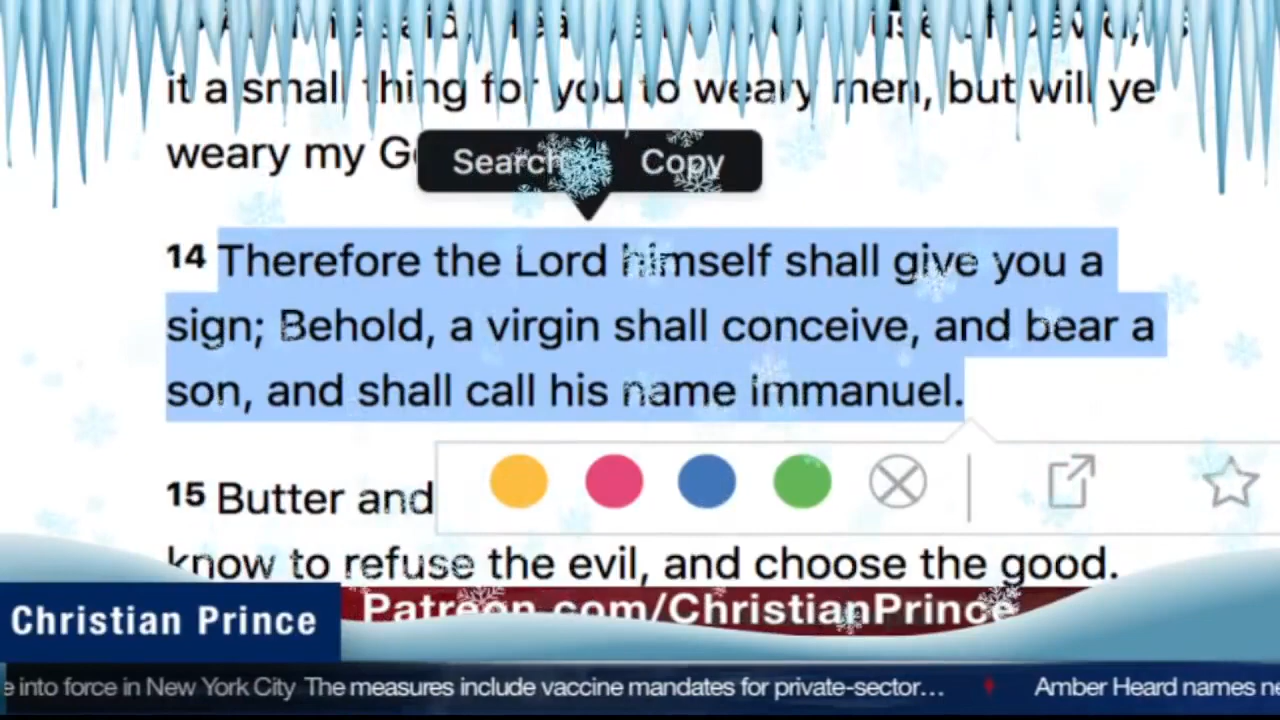 it a small thing for you to weary men, but will ye
weary my
Search Copy
14 Therefore the Lord himself shall give you a
sign; Behold, a virgin shall conceive, and bear a
son, and shall call his name Immanuel.
15 Butter and
know to refuse the evil, and choose the good.
Christian Prince
Patreon.com/ChristianPrince
e into force in New York City The measures include vaccine mandates for private-sector... Amber Heard names ne